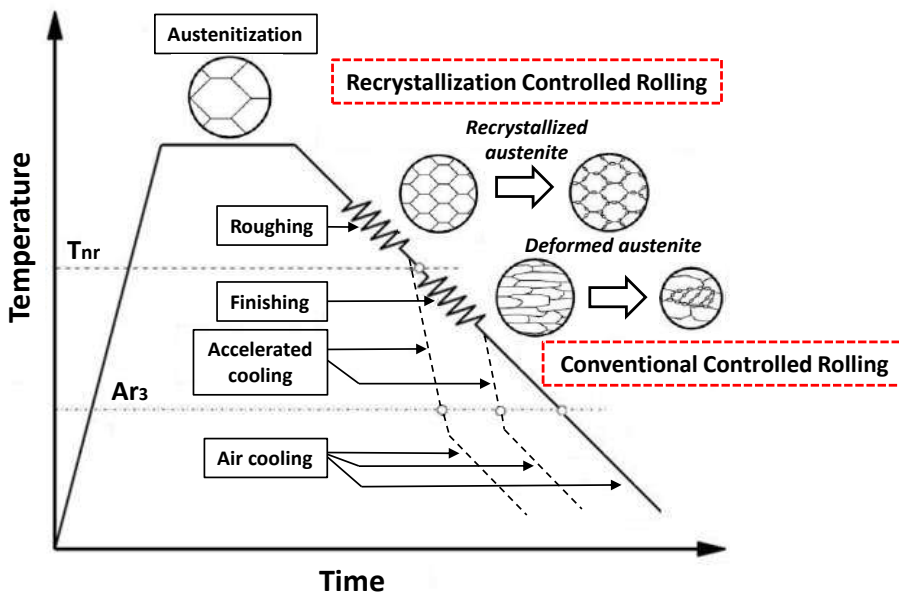 Austenitization
Recrystallization Controlled Rolling
Recrystallized
austenite
Roughing
Deformed austenite
Tnr
Finishing
Accelerated
cooling
Conventional Controlled Rolling
Ar3
Air cooling
Temperature
Time